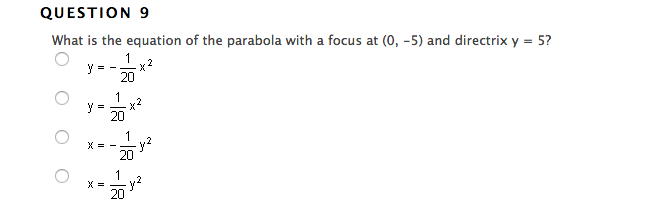 QUESTION 9
What is the equation of the parabola with a focus at (0, -5) and directrix y = 5?
y = - 1/20 x²
y = 1/20 x²
x = - 1/20 y²
x = 1/20 y²